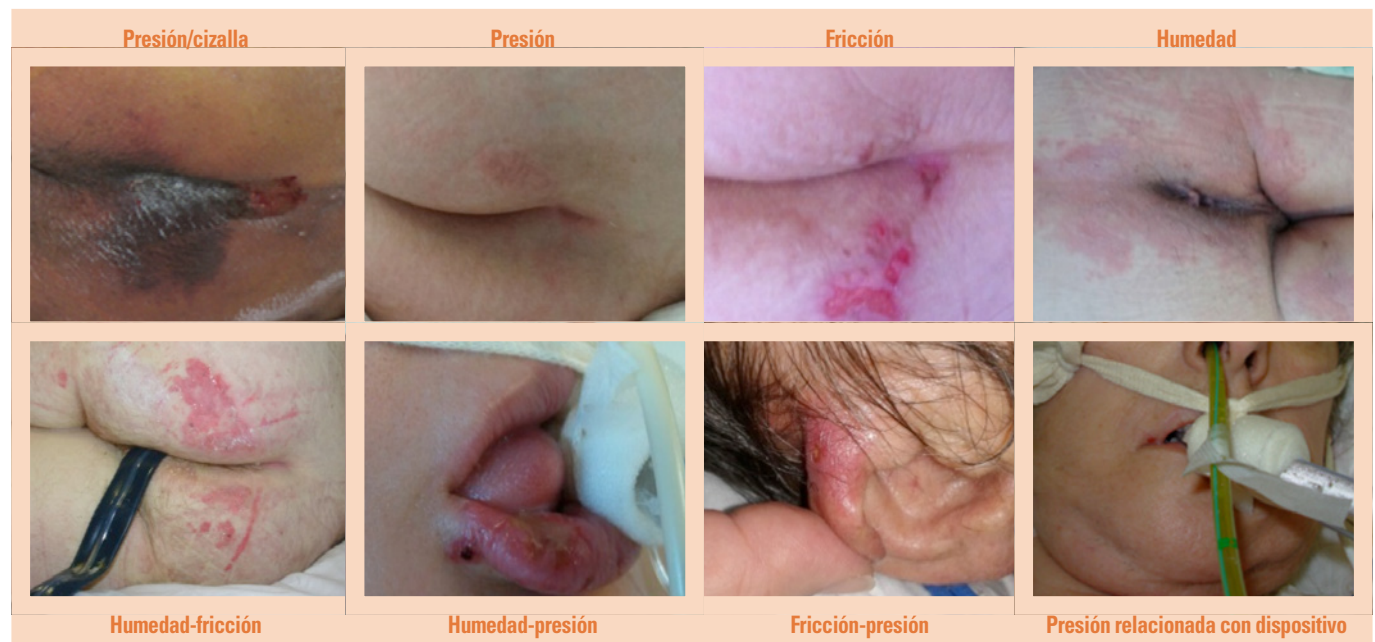 Presión/cizalla
Presión
Fricción
Humedad
Humedad-fricción
Humedad-presión
Fricción-presión
Presión relacionada con dispositivo